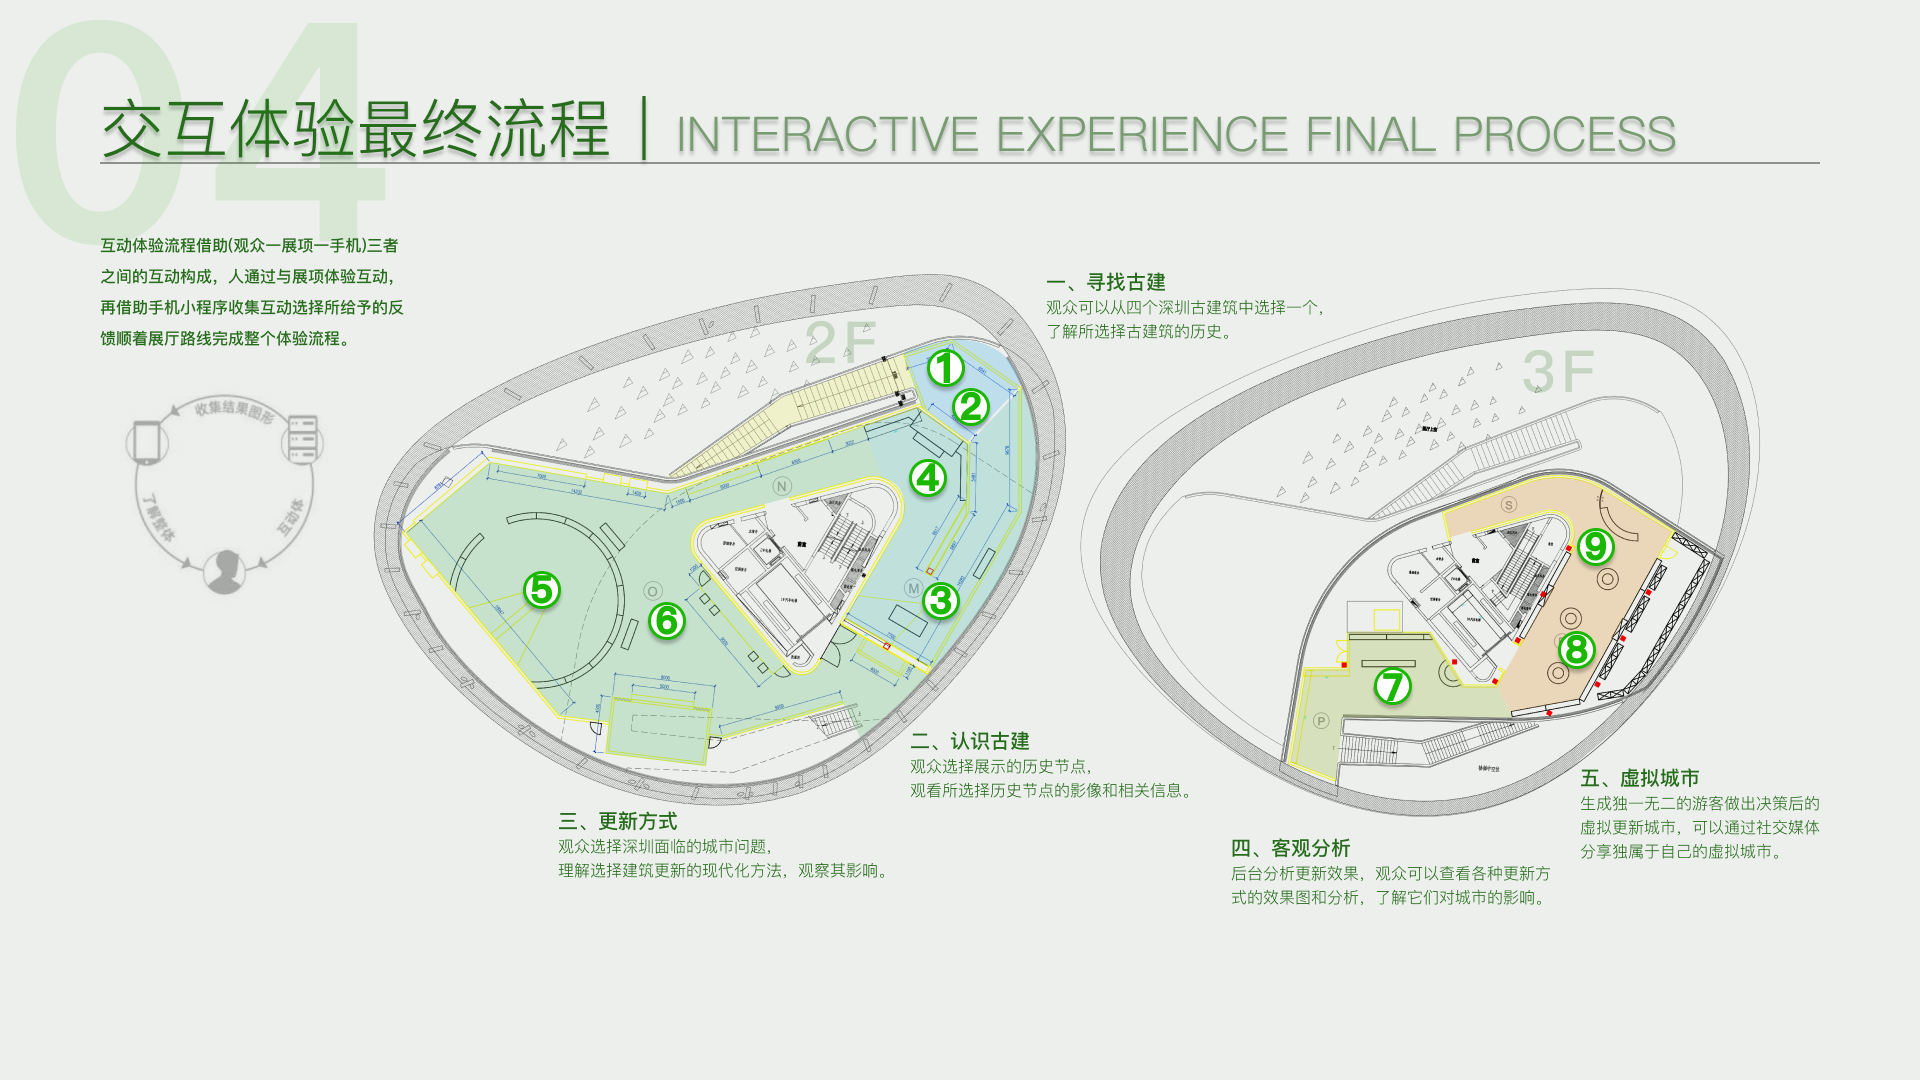 04
交互体验最终流程 | INTERACTIVE EXPERIENCE FINAL PROCESS
互动体验流程借助(观众一展项一手机)三者
之间的互动构成，人通过与展项体验互动，
再借助手机小程序收集互动选择所给予的反
馈顺着展厅路线完成整个体验流程。
收集结果图形
了解整体
互动体
2F
一、寻找古建
观众可以从四个深圳古建筑中选择一个，
了解所选择古建筑的历史。
3F
1
2
4
N
S
9
5
O
6
M
3
8
7
P
二、认识古建
观众选择展示的历史节点，
观看所选择历史节点的影像和相关信息。
三、更新方式
观众选择深圳面临的城市问题，
理解选择建筑更新的现代化方法，观察其影响。
四、客观分析
后台分析更新效果，观众可以查看各种更新方
式的效果图和分析，了解它们对城市的影响。
五、虚拟城市
生成独一无二的游客做出决策后的
虚拟更新城市，可以通过社交媒体
分享独属于自己的虚拟城市。